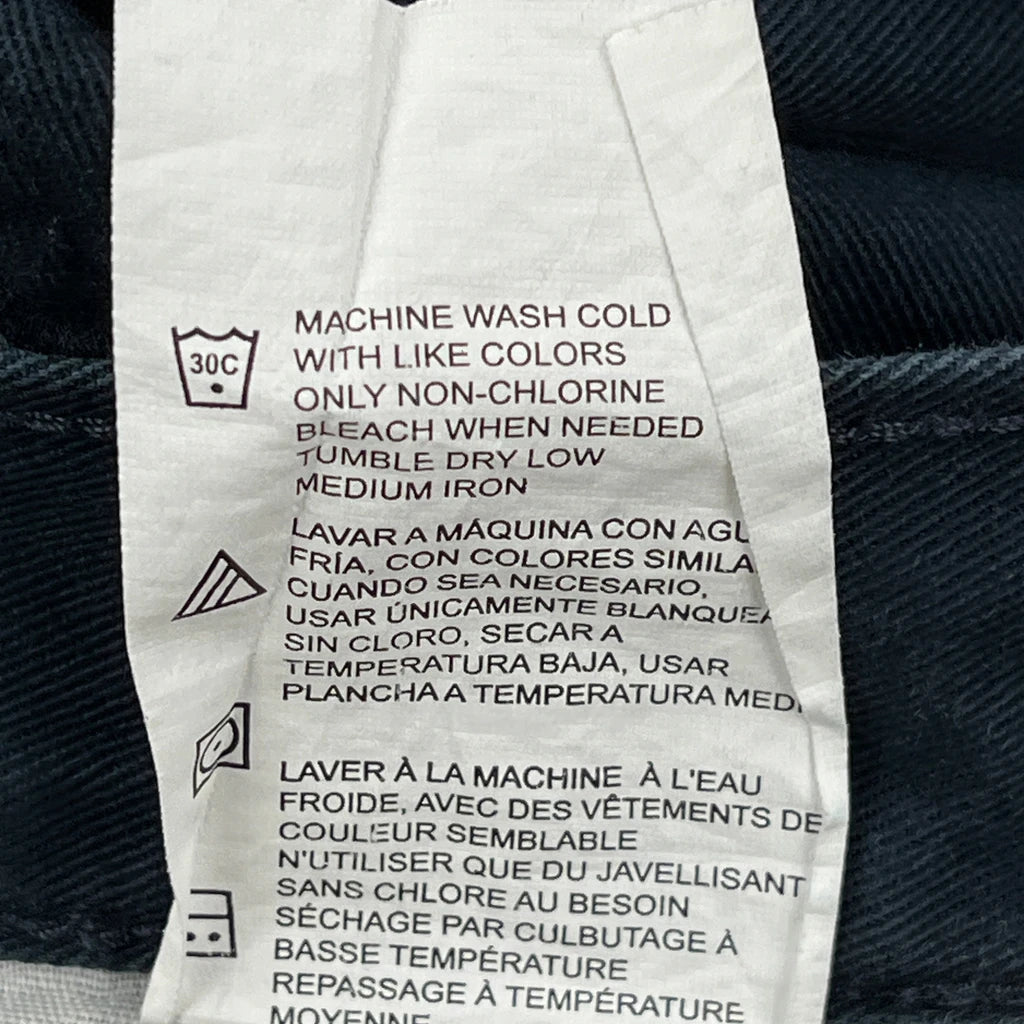 30C
MACHINE WASH COLD
WITH LIKE COLORS
ONLY NON-CHLORINE
BLEACH WHEN NEEDED
TUMBLE DRY LOW
MEDIUM IRON
LAVAR A MÁQUINA CON AGU
FRÍA, CON COLORES SIMILA
CUANDO SEA NECESARIO,
USAR ÚNICAMENTE BLANQUEA
SIN CLORO, SECAR A
TEMPERATURA BAJA, USAR
PLANCHA A TEMPERATURA MEDI
LAVER À LA MACHINE À L'EAU
FROIDE, AVEC DES VÊTEMENTS DE
COULEUR SEMBLABLE
N'UTILISER QUE DU JAVELLISANT
SANS CHLORE AU BESOIN
SÉCHAGE PAR CULBUTAGE À
BASSE TEMPÉRATURE
REPASSAGE À TEMPÉRATURE
MOYENNE